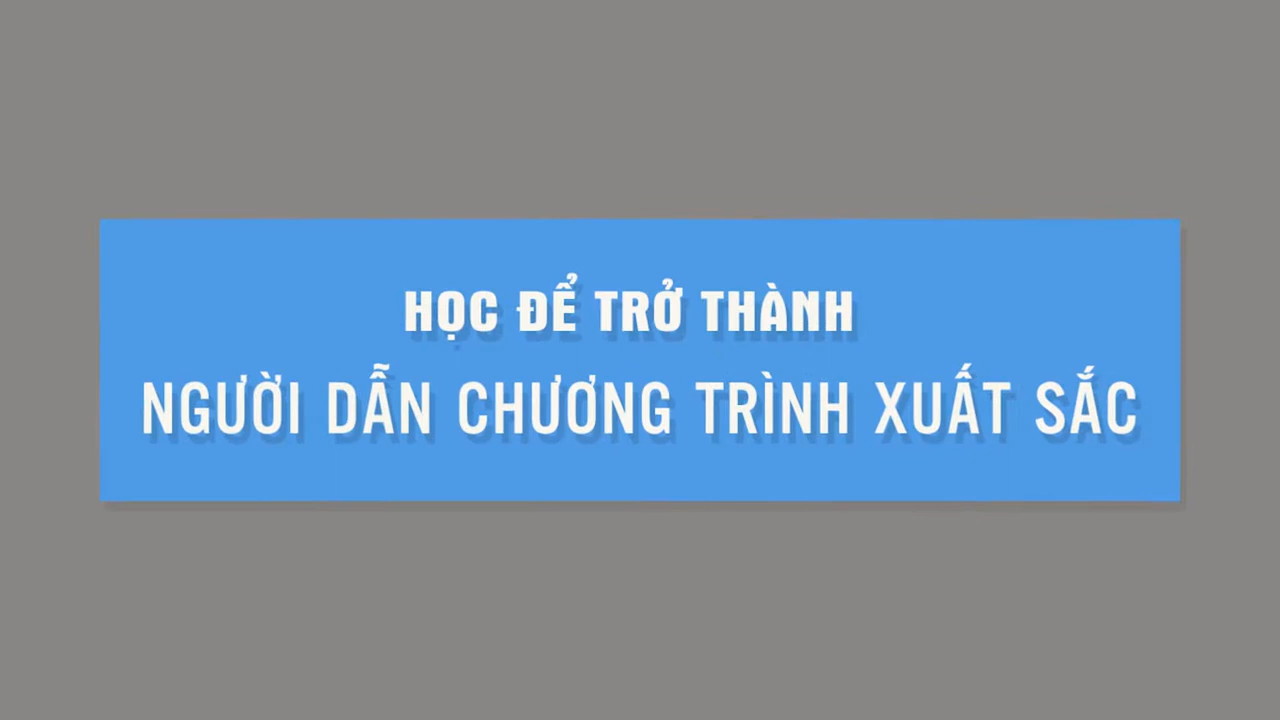 HỌC ĐỂ TRỞ THÀNH
NGƯỜI DẪN CHƯƠNG TRÌNH XUẤT SẮC